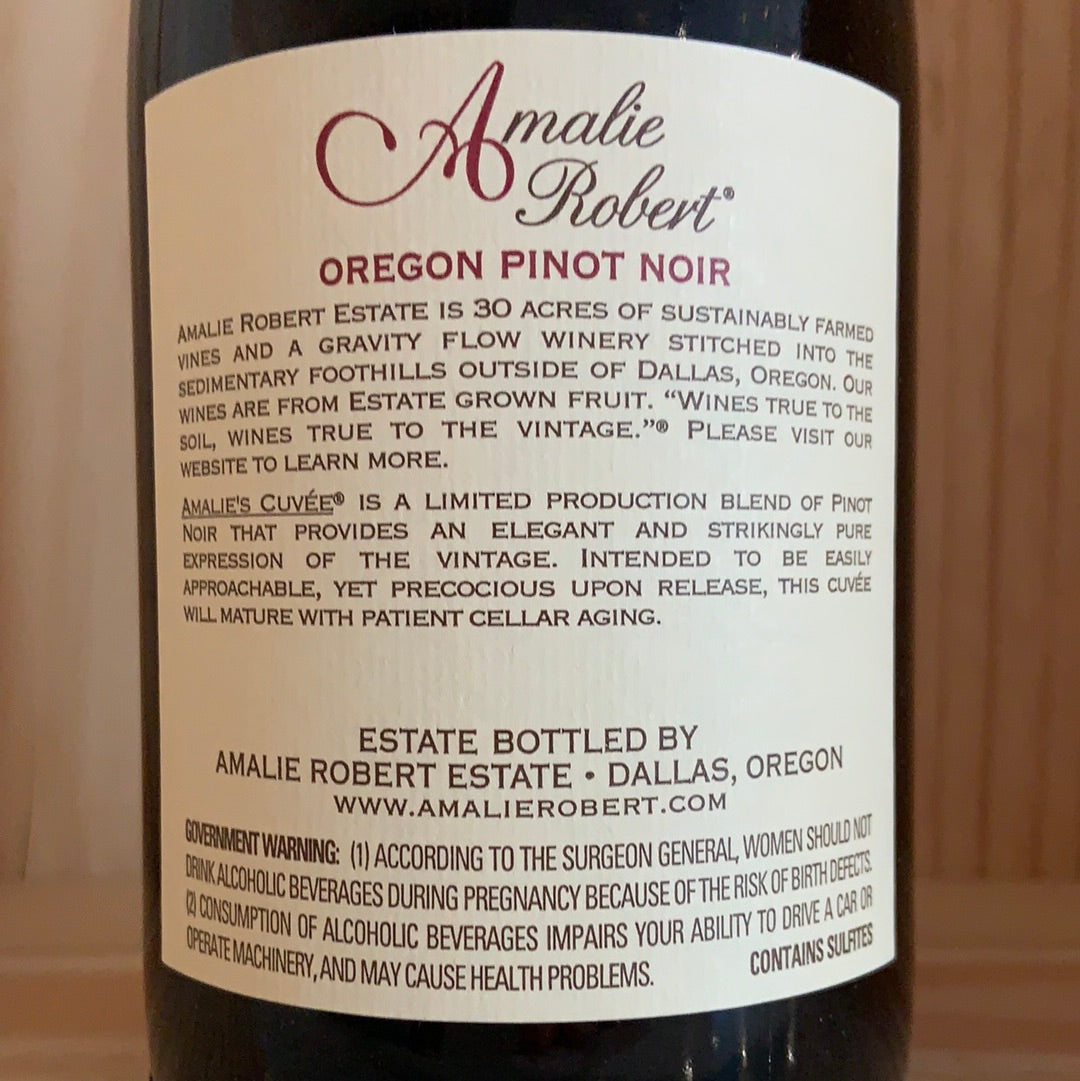 Amalie
Robert®
OREGON PINOT NOIR
AMALIE ROBERT ESTATE IS 30 ACRES OF SUSTAINABLY FARMED
VINES AND A GRAVITY FLOW WINERY STITCHED INTO THE
SEDIMENTARY FOOTHILLS OUTSIDE OF DALLAS, OREGON. OUR
WINES ARE FROM ESTATE GROWN FRUIT. “WINES TRUE TO THE
SOIL, WINES TRUE TO THE VINTAGE.”® PLEASE VISIT OUR
WEBSITE TO LEARN MORE.
AMALIE'S CUVÉE® IS A LIMITED PRODUCTION BLEND OF PINOT
NOIR THAT PROVIDES AN ELEGANT AND STRIKINGLY PURE
EXPRESSION OF THE VINTAGE. INTENDED TO BE EASILY
APPROACHABLE, YET PRECOCIOUS UPON RELEASE, THIS CUVÉE
WILL MATURE WITH PATIENT CELLAR AGING.
ESTATE BOTTLED BY
AMALIE ROBERT ESTATE • DALLAS, OREGON
WWW.AMALIEROBERT.COM
GOVERNMENT WARNING: (1) ACCORDING TO THE SURGEON GENERAL, WOMEN SHOULD NOT
DRINK ALCOHOLIC BEVERAGES DURING PREGNANCY BECAUSE OF THE RISK OF BIRTH DEFECTS.
(2) CONSUMPTION OF ALCOHOLIC BEVERAGES IMPAIRS YOUR ABILITY TO DRIVE A CAR OR
OPERATE MACHINERY, AND MAY CAUSE HEALTH PROBLEMS. CONTAINS SULFITES